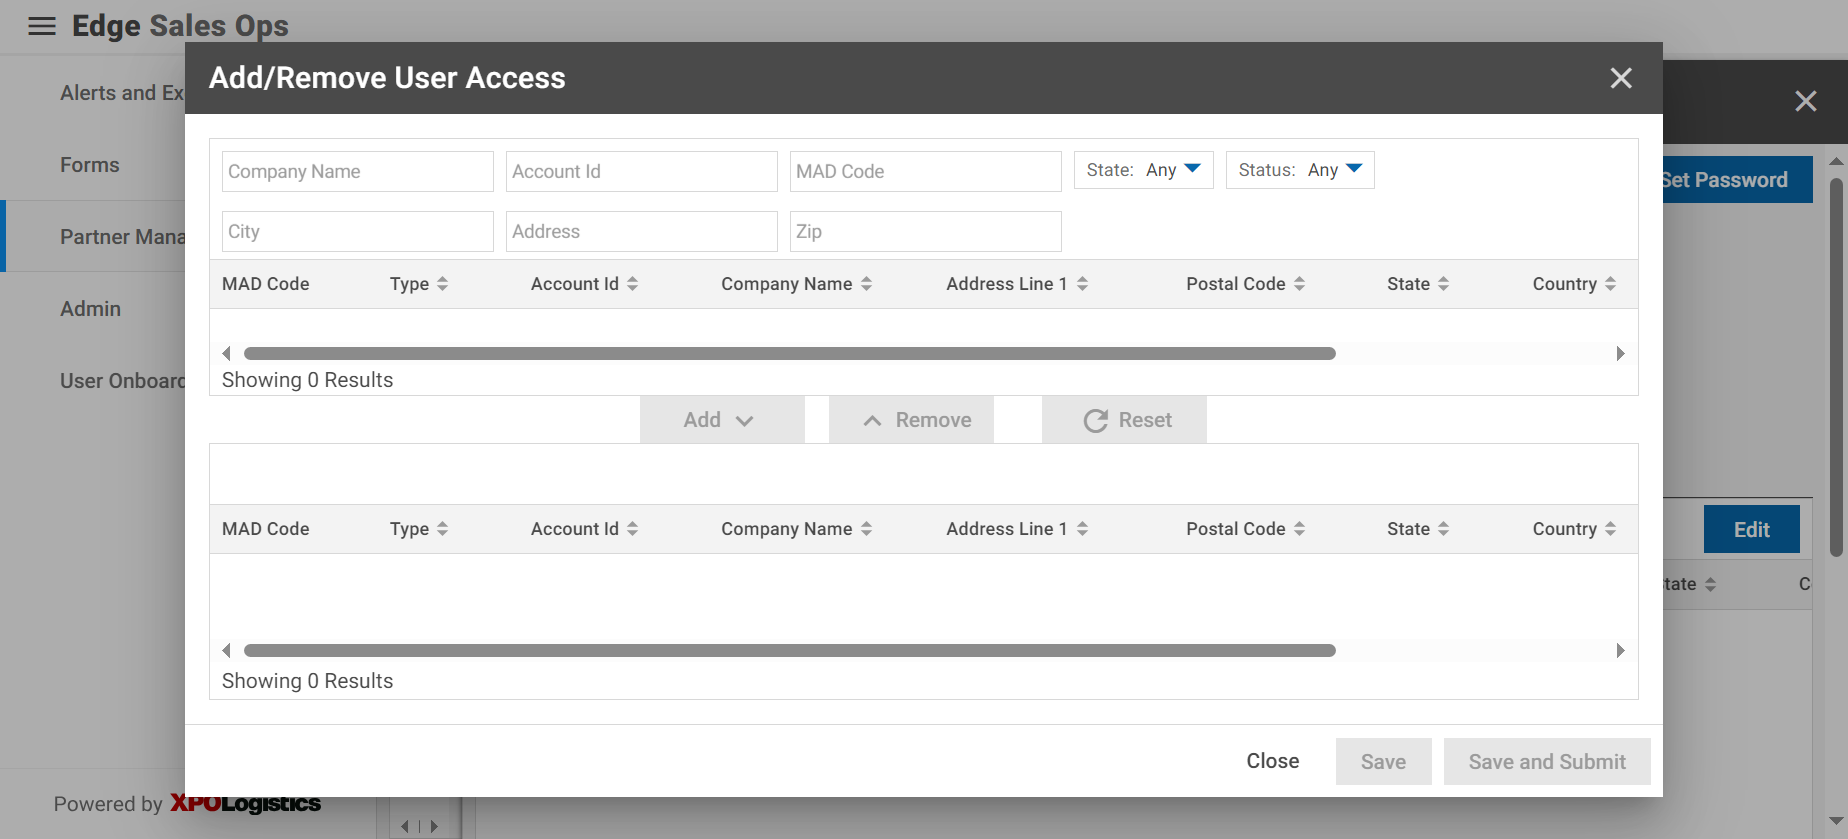 Edge Sales Ops
Add/Remove User Access
Alerts and Ex
Forms
Partner Mana
Admin
User Onboard
Set Password
Company Name Account Id MAD Code State: Any Status: Any
City Address Zip
MAD Code Type Account Id Company Name Address Line 1 Postal Code State Country
Showing 0 Results
Add Remove Reset
MAD Code Type Account Id Company Name Address Line 1 Postal Code State Country
Showing 0 Results
Edit
tate C
Close Save Save and Submit
Powered by XPOLogistics